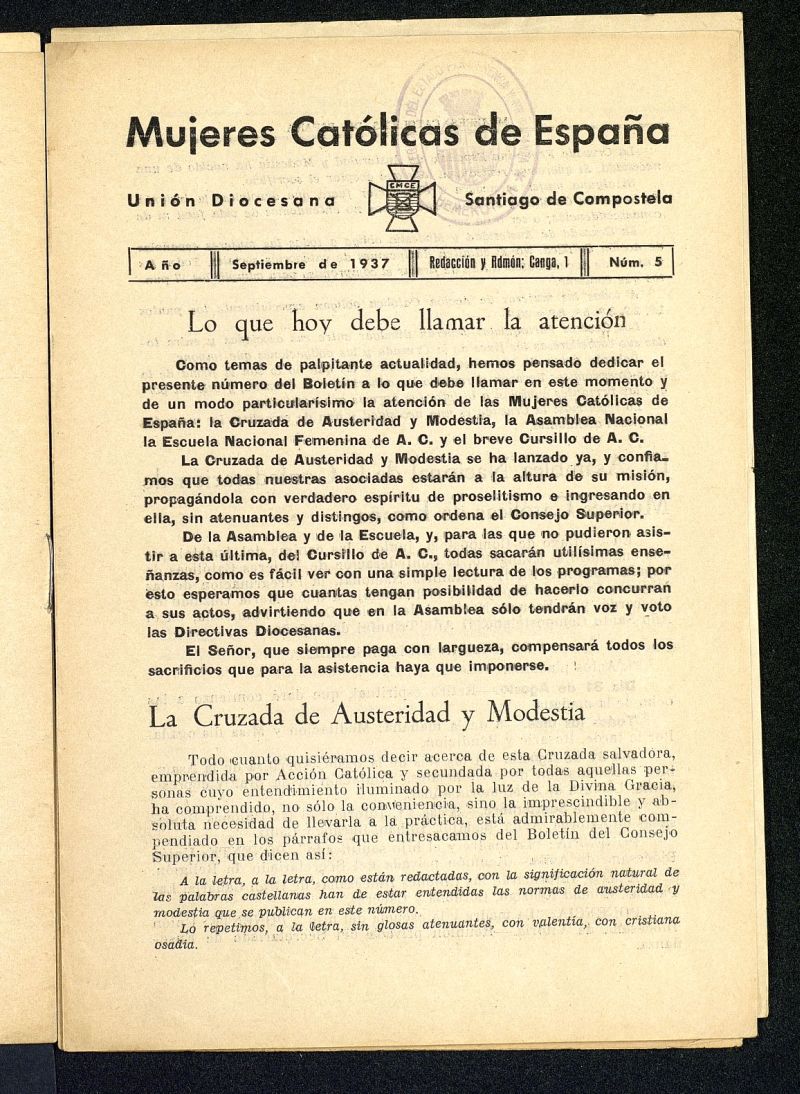 Mujeres Católicas de España
Unión Diocesana
CMCE
Santiago de Compostela
Año
Septiembre de 1937
Redacción y Rdmón: Canga, 1
Núm. 5
Lo que hoy debe llamar la atención
Como temas de palpitante actualidad, hemos pensado dedicar el
presente número del Boletín a lo que debe llamar en este momento y
de un modo particularísimo la atención de las Mujeres Católicas de
España: la Cruzada de Austeridad y Modestia, la Asamblea Nacional
la Escuela Nacional Femenina de A. C. y el breve Cursillo de A. C.
La Cruzada de Austeridad y Modestia se ha lanzado ya, y confia-
mos que todas nuestras asociadas estarán a la altura de su misión,
propagándola con verdadero espíritu de proselitismo e ingresando en
ella, sin atenuantes y distingos, como ordena el Consejo Superior.
De la Asamblea y de la Escuela, y, para las que no pudieron asis-
tir a esta última, del Cursillo de A. C., todas sacarán utilísimas ense-
ñanzas, como es fácil ver con una simple lectura de los programas; por
esto esperamos que cuantas tengan posibilidad de hacerlo concurran
a sus actos, advirtiendo que en la Asamblea sólo tendrán voz y voto
las Directivas Diocesanas.
El Señor, que siempre paga con largueza, compensará todos los
sacrificios que para la asistencia haya que imponerse.
La Cruzada de Austeridad y Modestia
Todo cuanto quisiéramos decir acerca de esta Cruzada salvadora,
emprendida por Acción Católica y secundada por todas aquellas per-
sonas cuyo entendimiento iluminado por la luz de la Divina Gracia,
ha comprendido, no sólo la conveniencia, sino la imprescindible y ab-
soluta necesidad de llevarla a la práctica, está admirablemente com-
pendiado en los párrafos que entresacamos del Boletín del Consejo
Superior, que dicen así:
A la letra, a la letra, como están redactadas, con la significación natural de
las palabras castellanas han de estar entendidas las normas de austeridad y
modestia que se publican en este número.
Lo repetimos, a la letra, sin glosas atenuantes, con valentía, con cristiana
osadía.